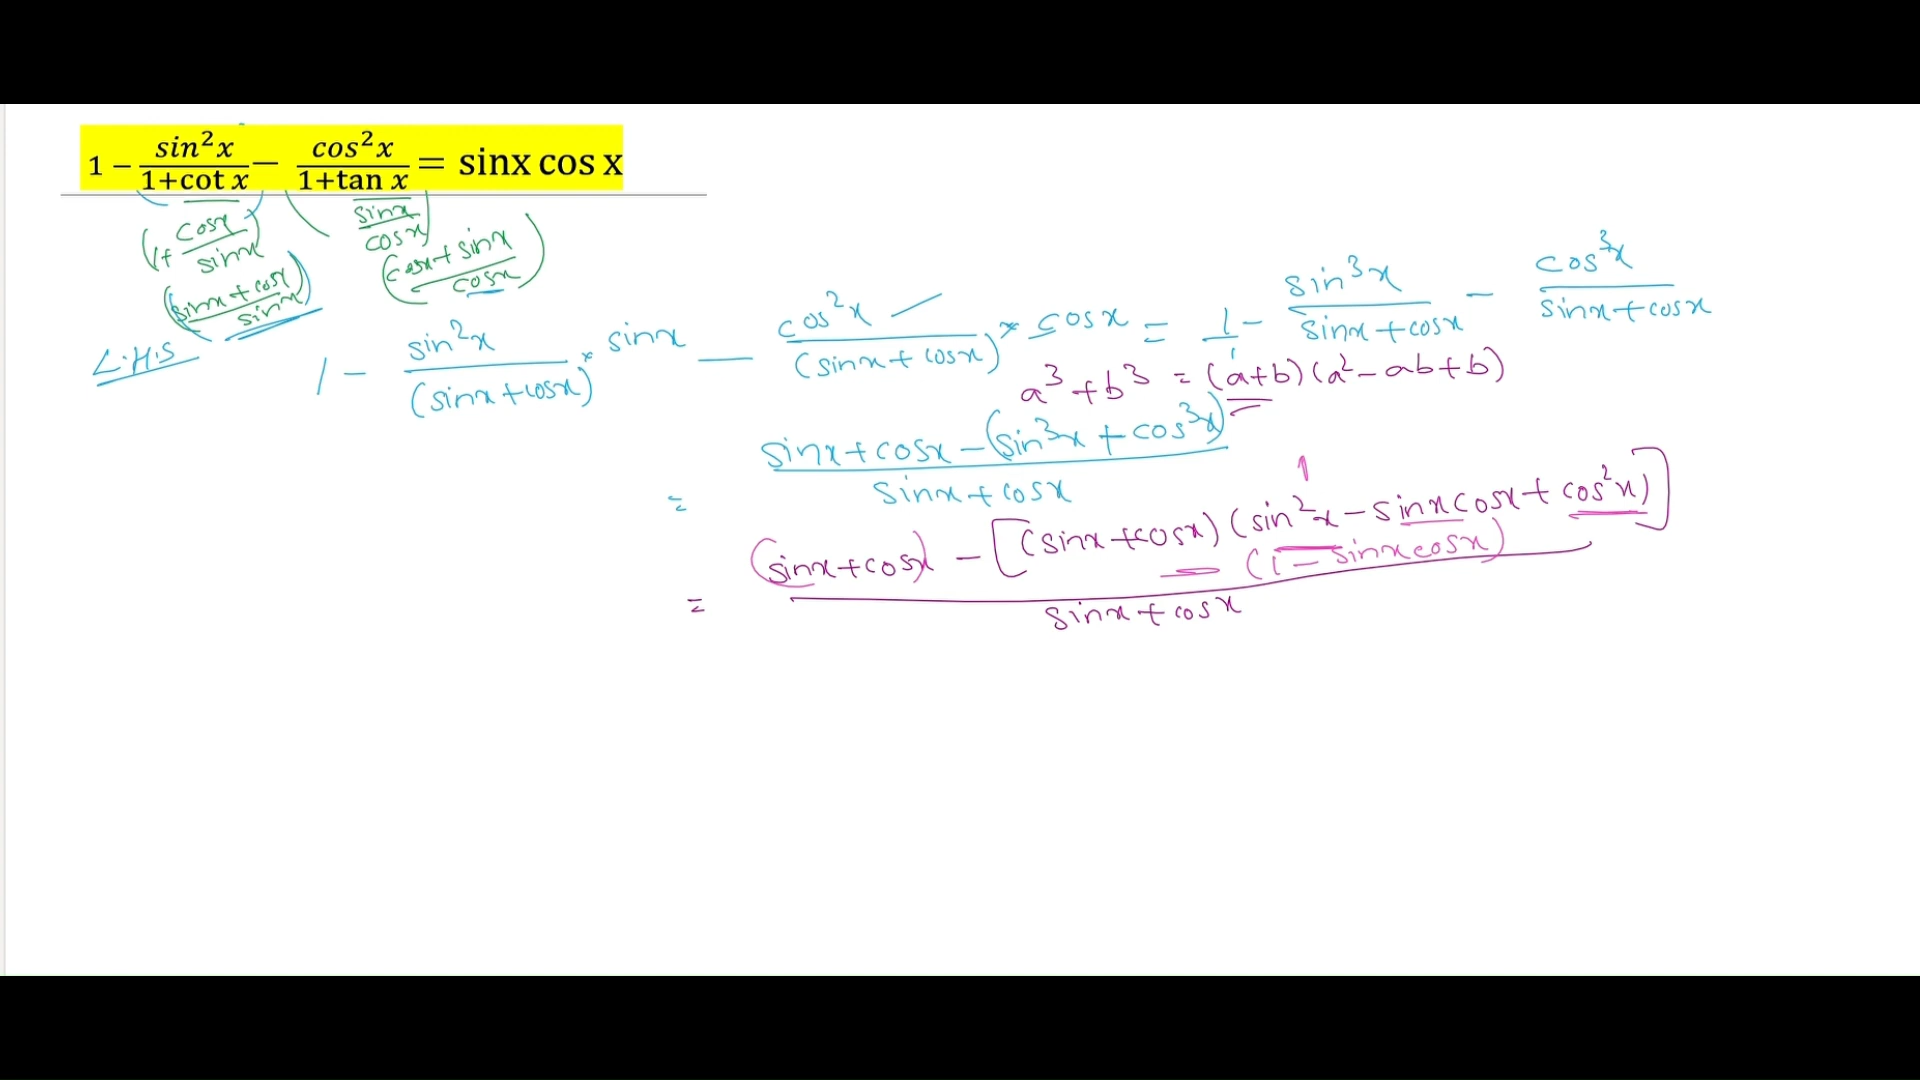 1 − sin²x/(1+cot x) − cos²x/(1+tan x) = sinx cos x
(1+ cosx/sinx)
sinx/cosx
(sinx+cosx/sinx)
(cosx+sinx/cosx)
L.H.S
1 − sin²x/(sinx+cosx) × sinx − cos²x/(sinx+cosx) × cosx = 1 − sin³x/(sinx+cosx) − cos³x/(sinx+cosx)
a³+b³ = (a+b)(a²−ab+b)
= (sinx+cosx−(sin³x+cos³x))/(sinx+cosx)
1
= ((sinx+cosx) − [(sinx+cosx)(sin²x−sinxcosx+cos²x)])/(sinx+cosx)
(1−sinxcosx)